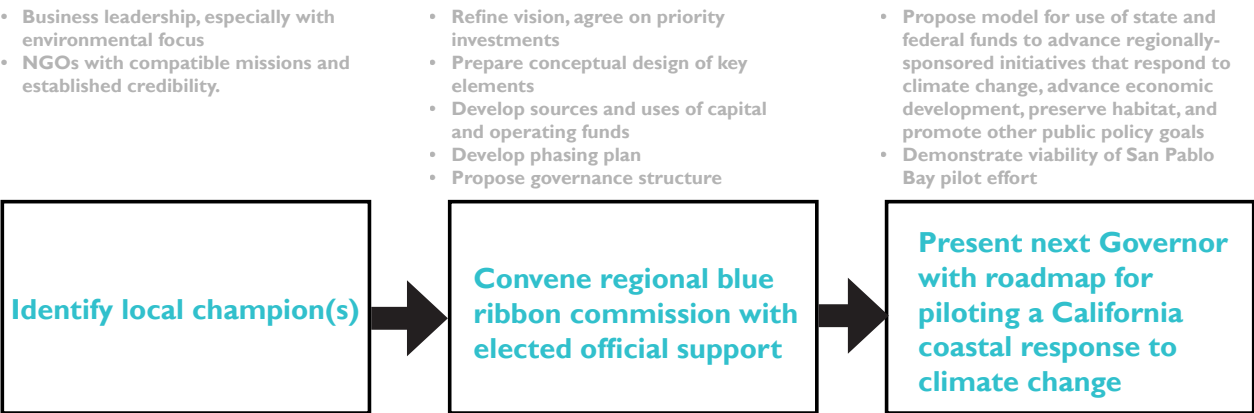 • Business leadership, especially with
environmental focus
• NGOs with compatible missions and
established credibility.
• Refine vision, agree on priority
investments
• Prepare conceptual design of key
elements
• Develop sources and uses of capital
and operating funds
• Develop phasing plan
• Propose governance structure
• Propose model for use of state and
federal funds to advance regionally-
sponsored initiatives that respond to
climate change, advance economic
development, preserve habitat, and
promote other public policy goals
• Demonstrate viability of San Pablo
Bay pilot effort
Identify local champion(s)
Convene regional blue
ribbon commission with
elected official support
Present next Governor
with roadmap for
piloting a California
coastal response to
climate change